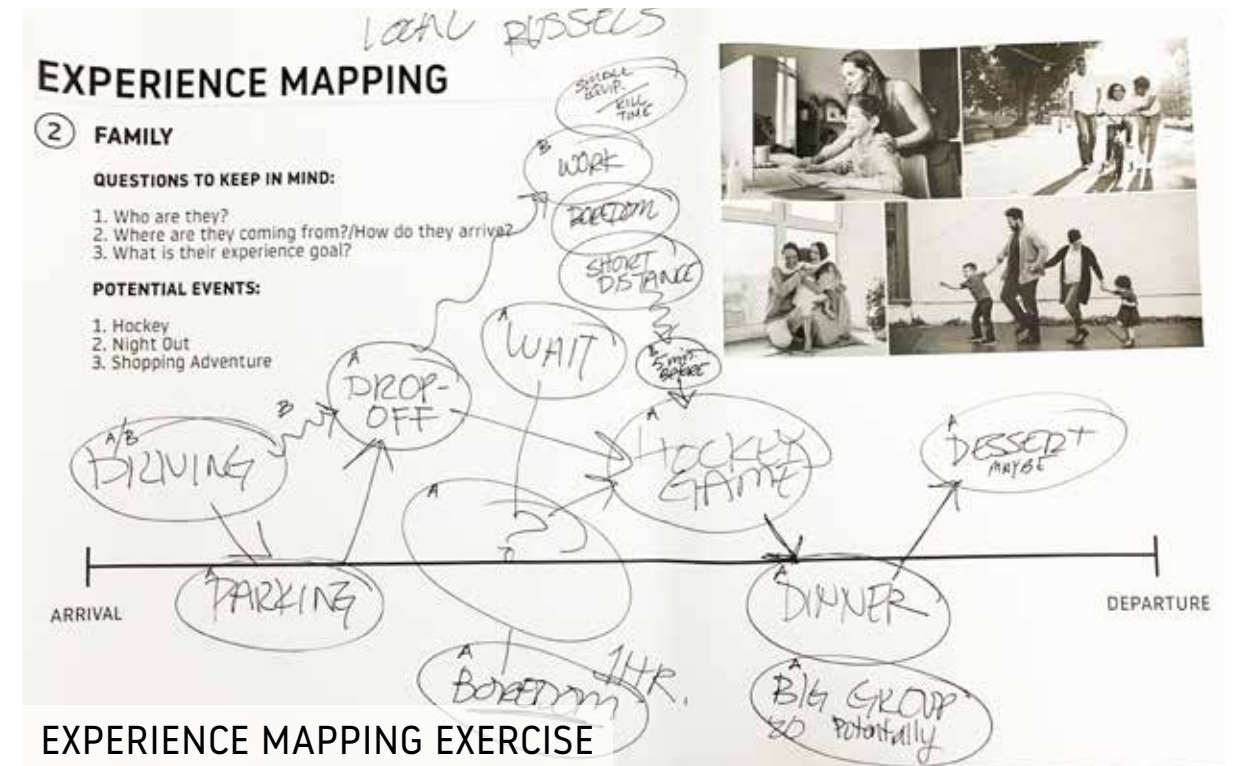 LOCAL RUSSELS
EXPERIENCE MAPPING
2 FAMILY
QUESTIONS TO KEEP IN MIND:
1. Who are they?
2. Where are they coming from?/How do they arrive?
3. What is their experience goal?
POTENTIAL EVENTS:
1. Hockey
2. Night Out
3. Shopping Adventure
SMALL
EQUIP.
KILL
TIME
B
WORK
BOREDOM
SHORT
DISTANCE
B
5 min
BEFORE
A
WAIT
A
DROP-
OFF
B
A/B
DRIVING
A
PARKING
A
?
A
BOREDOM
1 HR.
A
HOCKEY
GAME
A
DINNER
A
BIG GROUP
20 Potentially
A
DESSERT
MAYBE
ARRIVAL
DEPARTURE
EXPERIENCE MAPPING EXERCISE